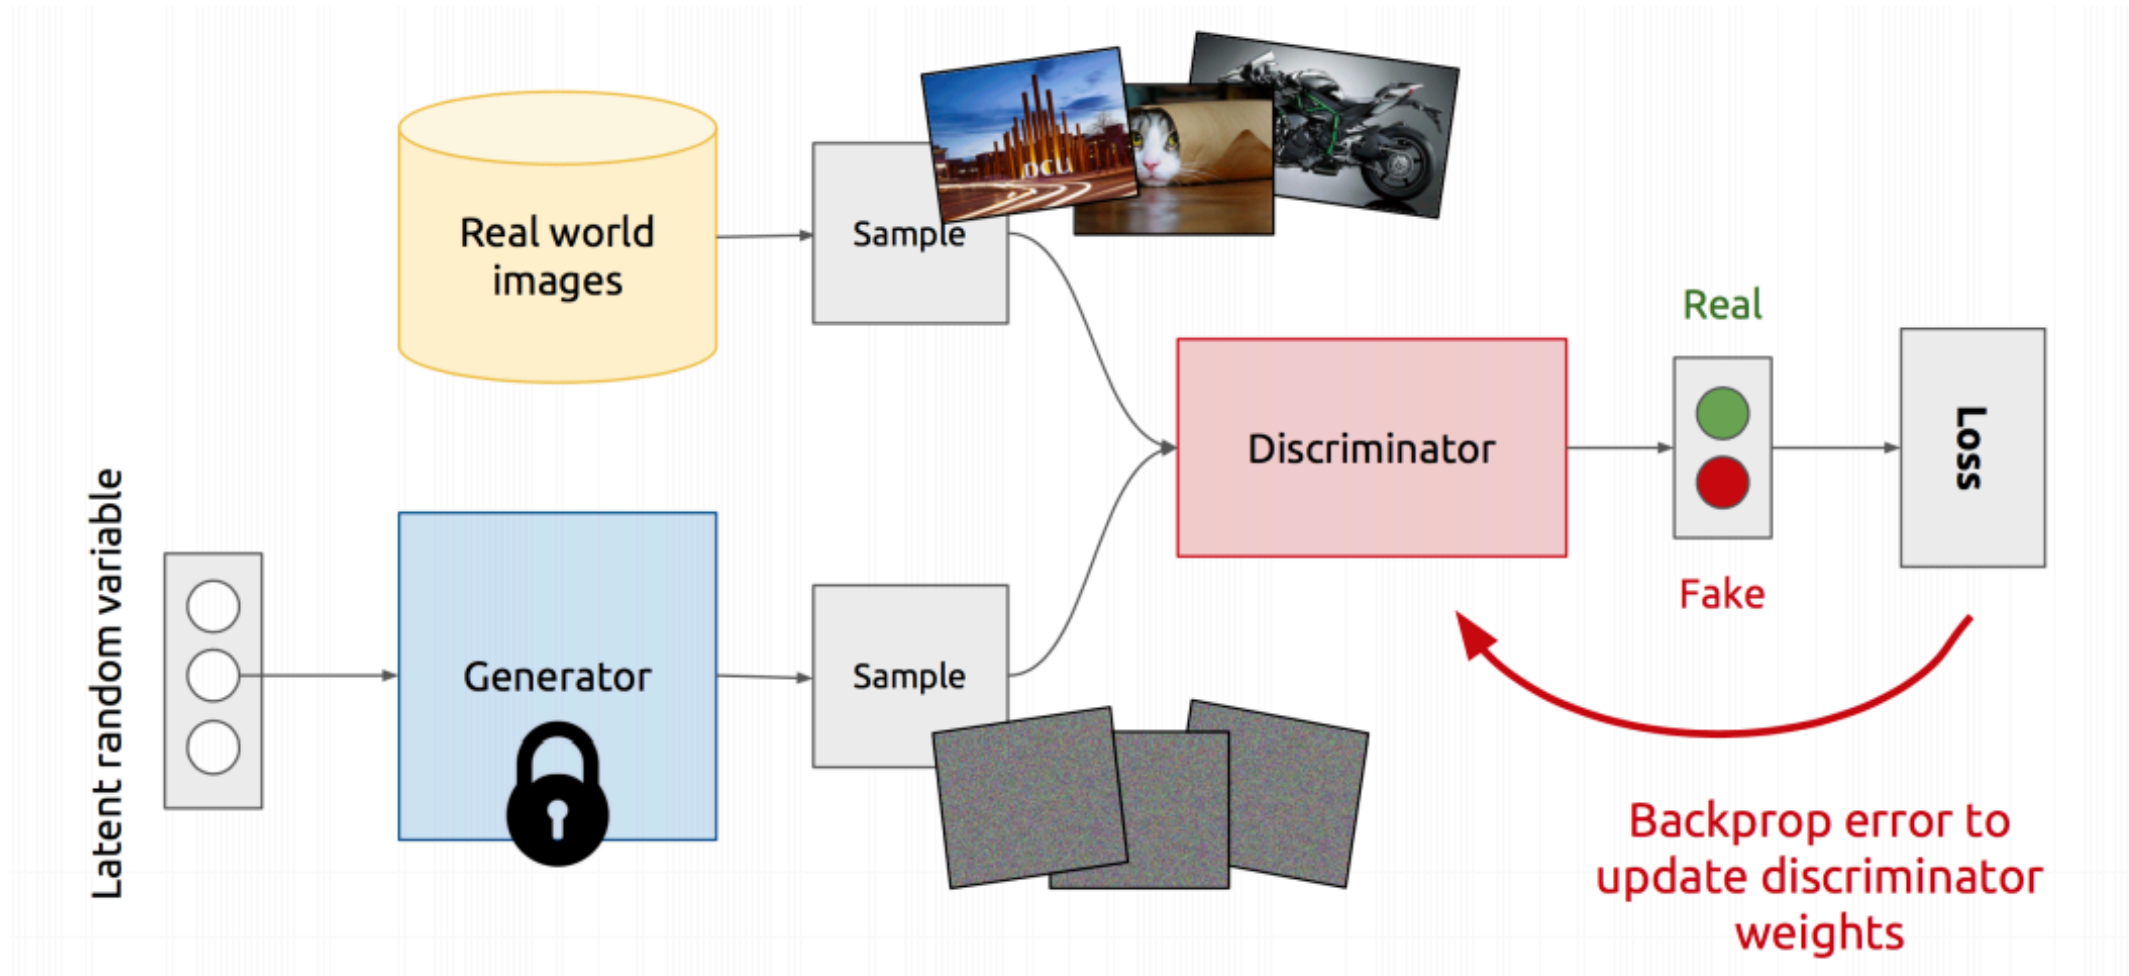 Real world
images
Sample
DCU
Latent random variable
Generator
Sample
Discriminator
Real
Fake
Loss
Backprop error to
update discriminator
weights